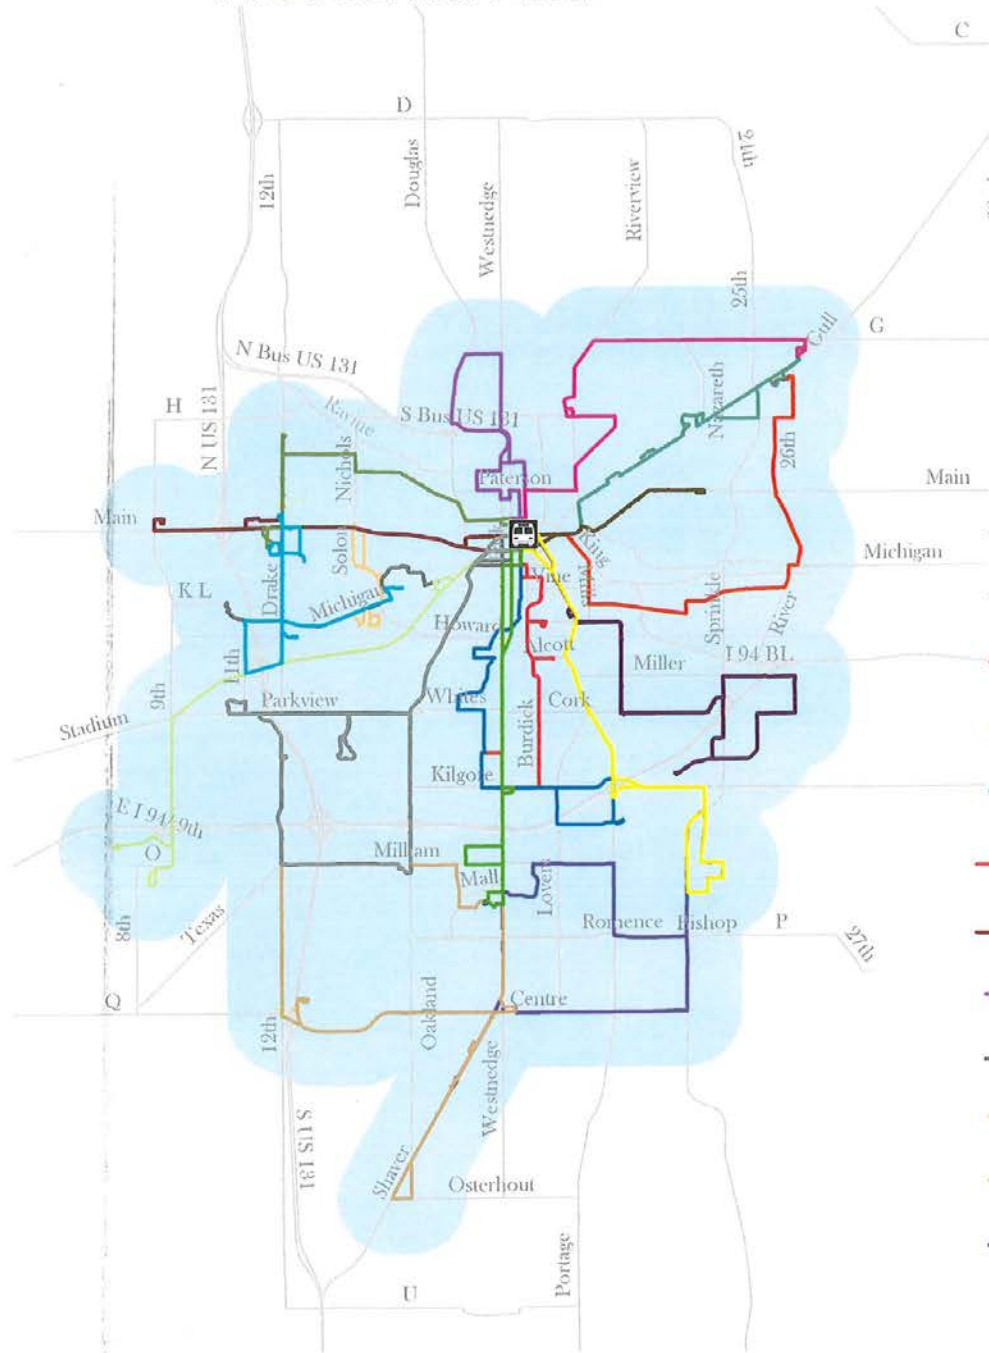 C
D
12th
Douglas
Westnedge
Riverview
24th
25th
Gull
G
N Bus US 131
N US 131
H
Ravine
S Bus US 131
Nichols
Nazareth
26th
Paterson
Main
Main
Solon
King
Michigan
K L
Drake
Michigan
Vine
Mills
Sprinkle
River
Howard
Alcott
11th
Miller
I 94 BL
9th
Parkview
Whites
Cork
Stadium
Burdick
Kilgore
E I 94/ 9th
O
Milham
Mall
Lovers
8th
Texas
Romence
Bishop
P
27th
Q
Centre
12th
Oakland
Westnedge
S US 131
Shaver
Osterhout
Portage
U